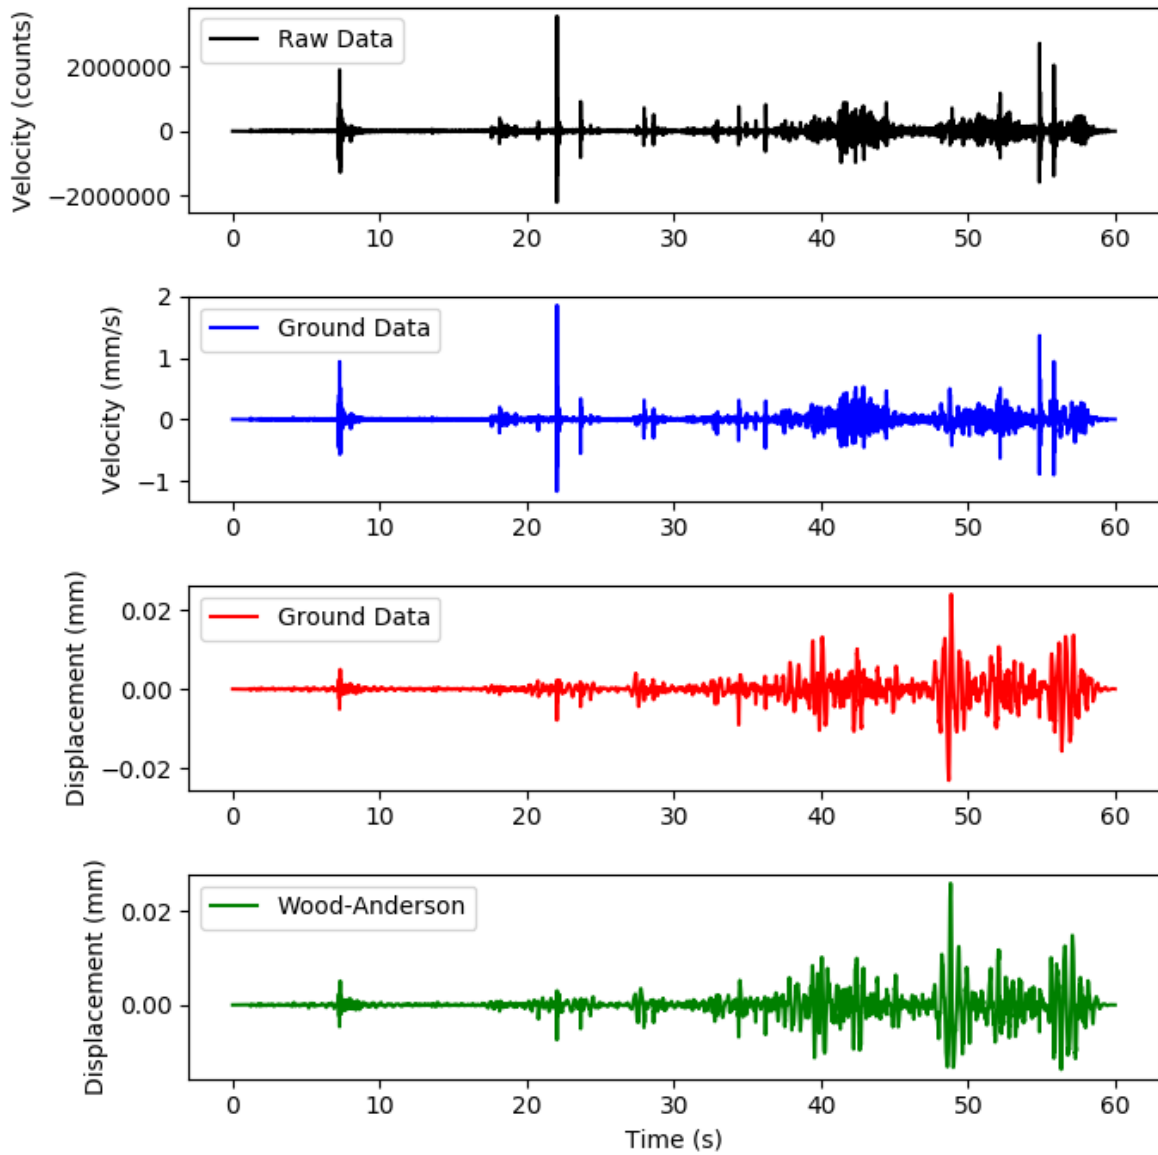 Velocity (counts)
2000000
0
−2000000
Raw Data
0 10 20 30 40 50 60
Velocity (mm/s)
2
1
0
−1
Ground Data
0 10 20 30 40 50 60
Displacement (mm)
0.02
0.00
−0.02
Ground Data
0 10 20 30 40 50 60
Displacement (mm)
0.02
0.00
Wood-Anderson
0 10 20 30 40 50 60
Time (s)